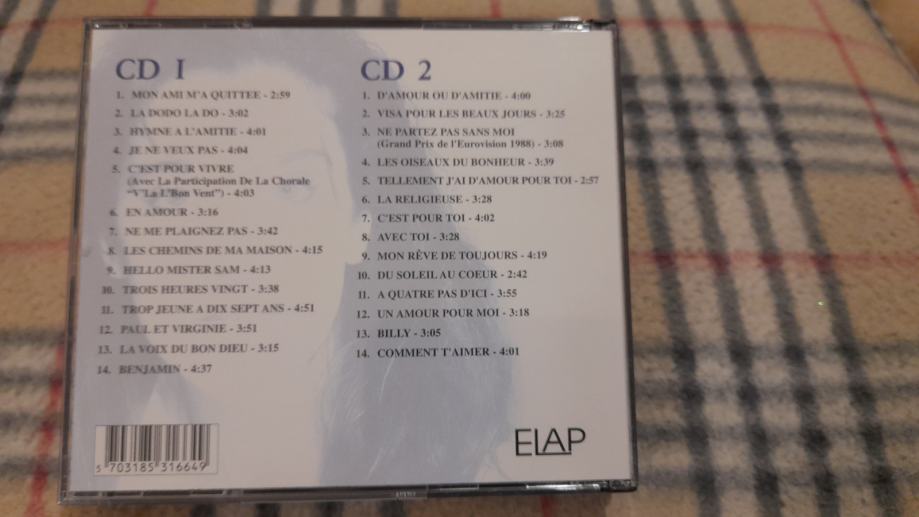 CD 1
1. MON AMI M'A QUITTEE - 2:59
2. LA DODO LA DO - 3:02
3. HYMNE A L'AMITIE - 4:01
4. JE NE VEUX PAS - 4:04
5. C'EST POUR VIVRE
(Avec La Participation De La Chorale
"V'La L'Bon Vent") - 4:03
6. EN AMOUR - 3:16
7. NE ME PLAIGNEZ PAS - 3:42
8. LES CHEMINS DE MA MAISON - 4:15
9. HELLO MISTER SAM - 4:13
10. TROIS HEURES VINGT - 3:38
11. TROP JEUNE A DIX SEPT ANS - 4:51
12. PAUL ET VIRGINIE - 3:51
13. LA VOIX DU BON DIEU - 3:15
14. BENJAMIN - 4:37
CD 2
1. D'AMOUR OU D'AMITIE - 4:00
2. VISA POUR LES BEAUX JOURS - 3:25
3. NE PARTEZ PAS SANS MOI
(Grand Prix de l'Eurovision 1988) - 3:08
4. LES OISEAUX DU BONHEUR - 3:39
5. TELLEMENT J'AI D'AMOUR POUR TOI - 2:57
6. LA RELIGIEUSE - 3:28
7. C'EST POUR TOI - 4:02
8. AVEC TOI - 3:28
9. MON RÊVE DE TOUJOURS - 4:19
10. DU SOLEIL AU COEUR - 2:42
11. A QUATRE PAS D'ICI - 3:55
12. UN AMOUR POUR MOI - 3:18
13. BILLY - 3:05
14. COMMENT T'AIMER - 4:01
5 703185 316649
ELAP